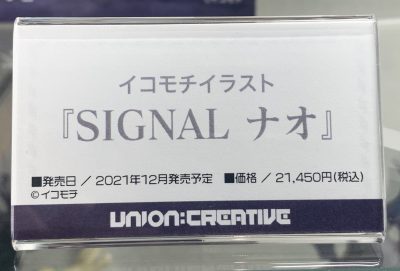 イコモチイラスト
『SIGNAL ナオ』
■発売日 / 2021年12月発売予定 ■価格 / 21,450円(税込)
©イコモチ
UNION:CREATIVE